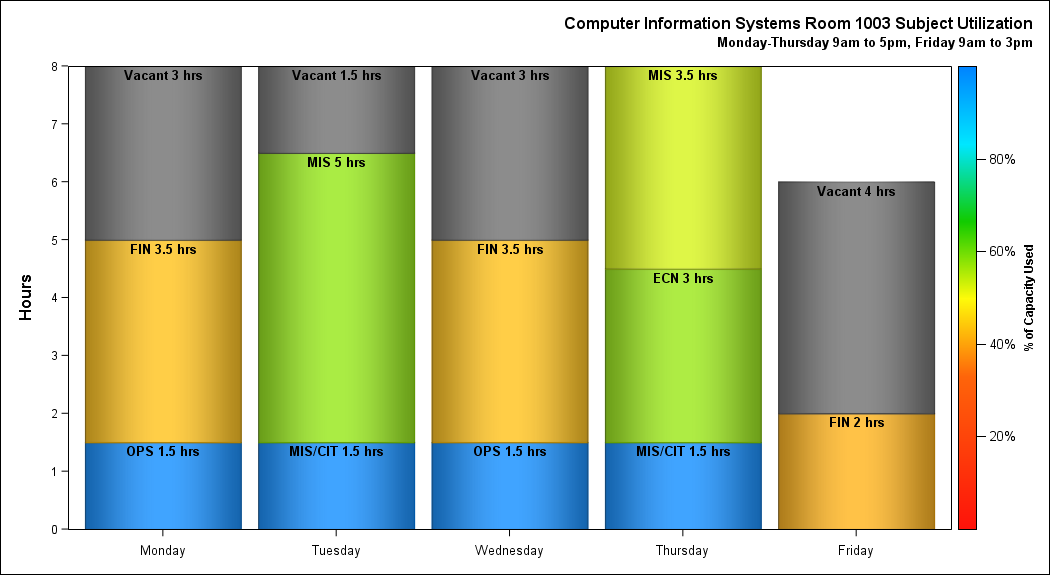 Computer Information Systems Room 1003 Subject Utilization
Monday-Thursday 9am to 5pm, Friday 9am to 3pm
Hours
8
7
6
5
4
3
2
1
0
Vacant 3 hrs
FIN 3.5 hrs
OPS 1.5 hrs
Vacant 1.5 hrs
MIS 5 hrs
MIS/CIT 1.5 hrs
Vacant 3 hrs
FIN 3.5 hrs
OPS 1.5 hrs
MIS 3.5 hrs
ECN 3 hrs
MIS/CIT 1.5 hrs
Vacant 4 hrs
FIN 2 hrs
Monday
Tuesday
Wednesday
Thursday
Friday
80%
60%
40%
20%
% of Capacity Used